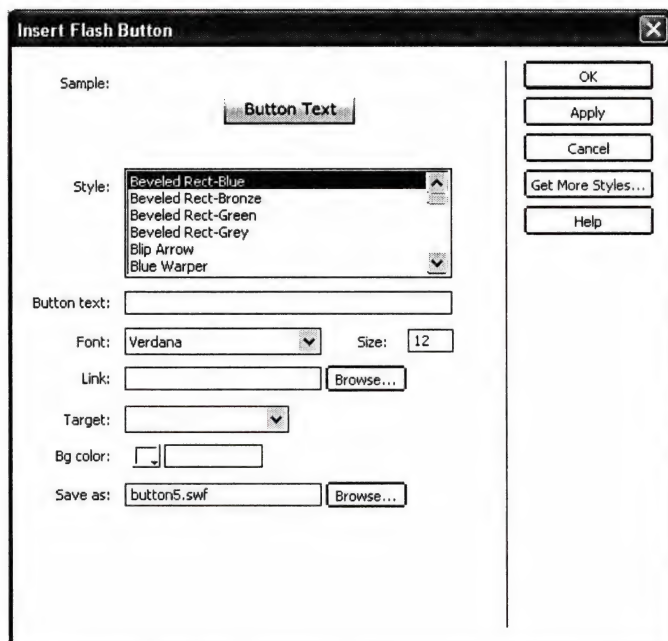 Insert Flash Button
Sample:
Button Text
Style:
Beveled Rect-Blue
Beveled Rect-Bronze
Beveled Rect-Green
Beveled Rect-Grey
Blip Arrow
Blue Warper
Button text:
Font: Verdana Size: 12
Link: Browse...
Target:
Bg color:
Save as: button5.swf Browse...
OK
Apply
Cancel
Get More Styles...
Help